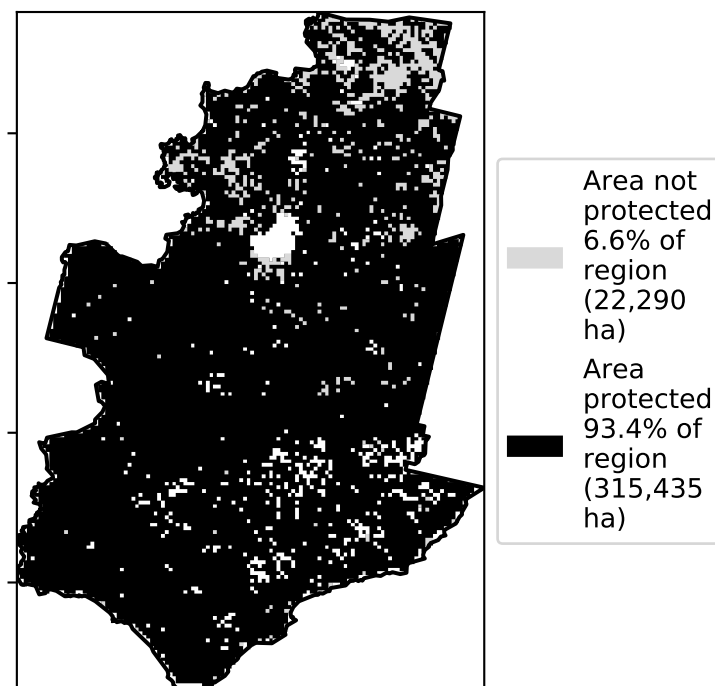 Area not
protected
6.6% of
region
(22,290
ha)
Area
protected
93.4% of
region
(315,435
ha)